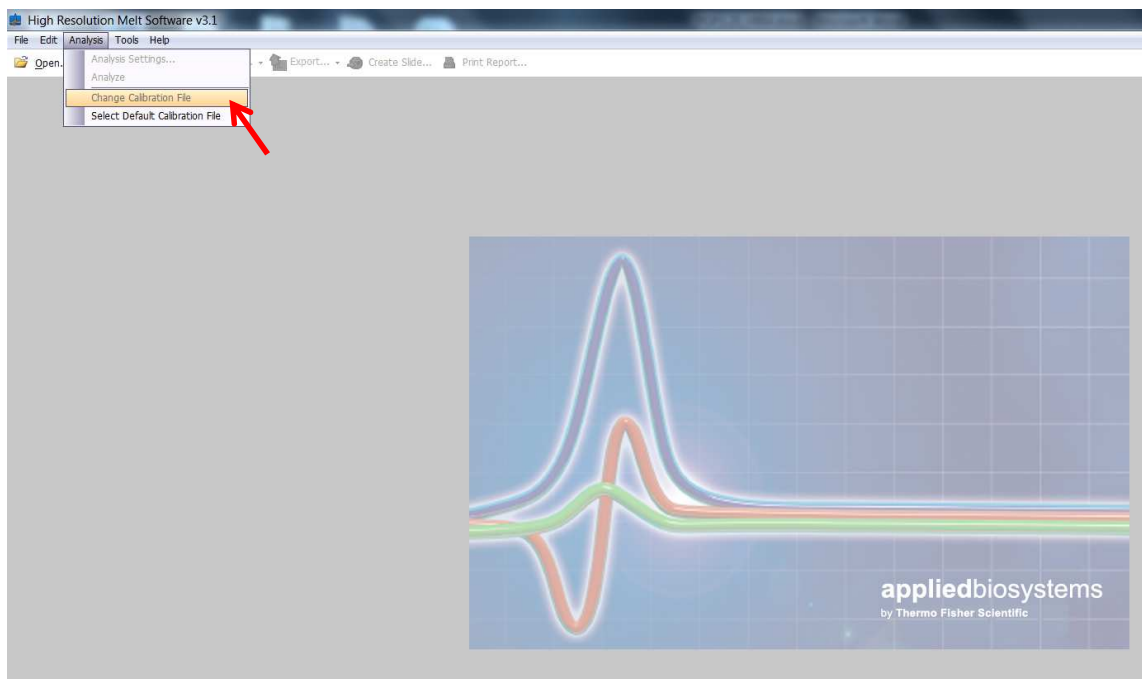 High Resolution Melt Software v3.1
File Edit Analysis Tools Help
Open. Export... Create Slide... Print Report...
Analysis Settings...
Analyze
Change Calibration File
Select Default Calibration File
appliedbiosystems
by Thermo Fisher Scientific